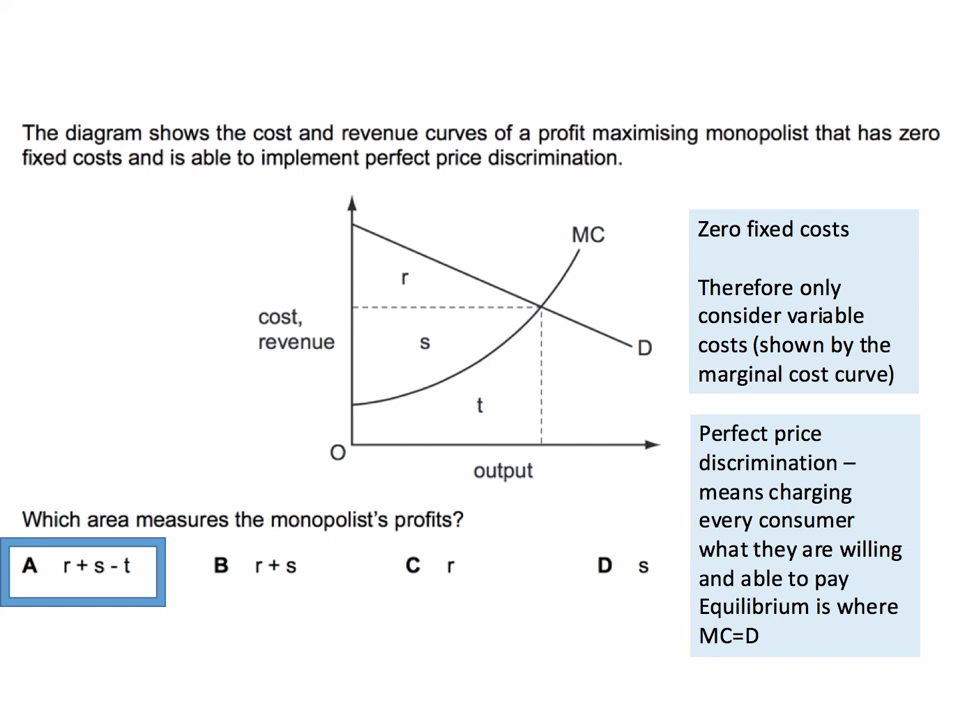 The diagram shows the cost and revenue curves of a profit maximising monopolist that has zero
fixed costs and is able to implement perfect price discrimination.
MC
r
cost,
revenue
s
D
t
O
output
Zero fixed costs
Therefore only
consider variable
costs (shown by the
marginal cost curve)
Perfect price
discrimination –
means charging
every consumer
what they are willing
and able to pay
Equilibrium is where
MC=D
Which area measures the monopolist's profits?
A r + s - t B r + s C r D s